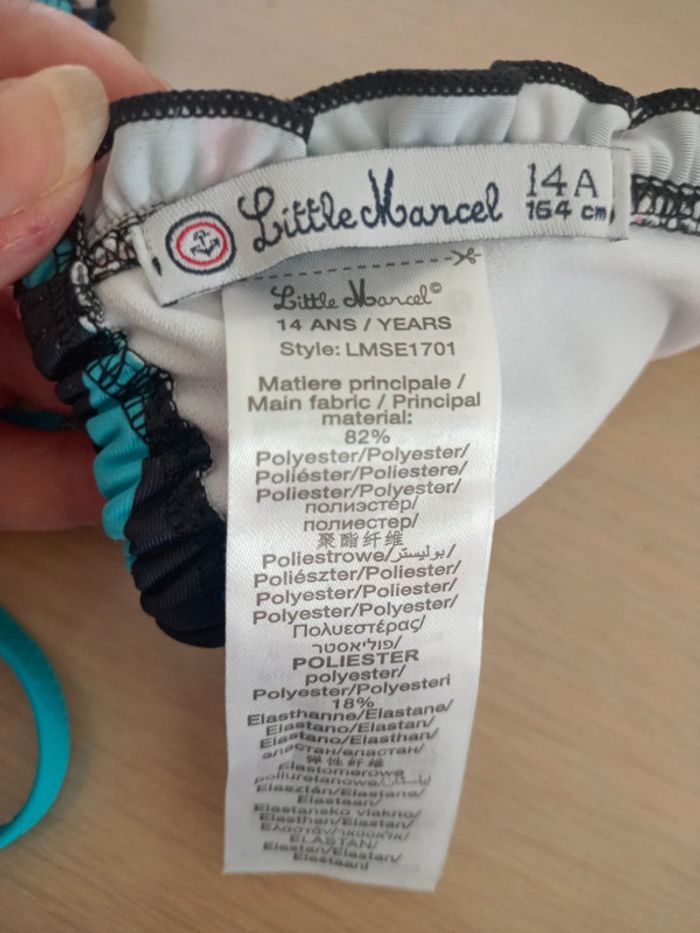 Little Marcel 14A
164 cm
Little Marcel©
14 ANS / YEARS
Style: LMSE1701
Matiere principale /
Main fabric / Principal
material:
82%
Polyester/Polyester/
Poliéster/Poliestere/
Poliester/Polyester/
полиэстер/
полиестер/
聚酯纤维
Poliestrowe/بوليستر/
Poliészter/Poliester/
Polyester/Polyester/
Polyester/Polyester/
Πολυεστέρας/
פוליאסטר/
POLIESTER
polyester/
Polyester/Polyesteri
18%
Elasthanne/Elastane/
Elastano/Elastan/
Elastano/Elasthan/
эластан/еластан/
弹性纤维
Elastomerowe
poliuretanowe/
Elasztán/Elastane/
Elastaan/
Elastansko vlakno/
Elasthan/Elastan/
Ελαστάν/
ELASTAN/
Elastan/Elastan/
Elastaani